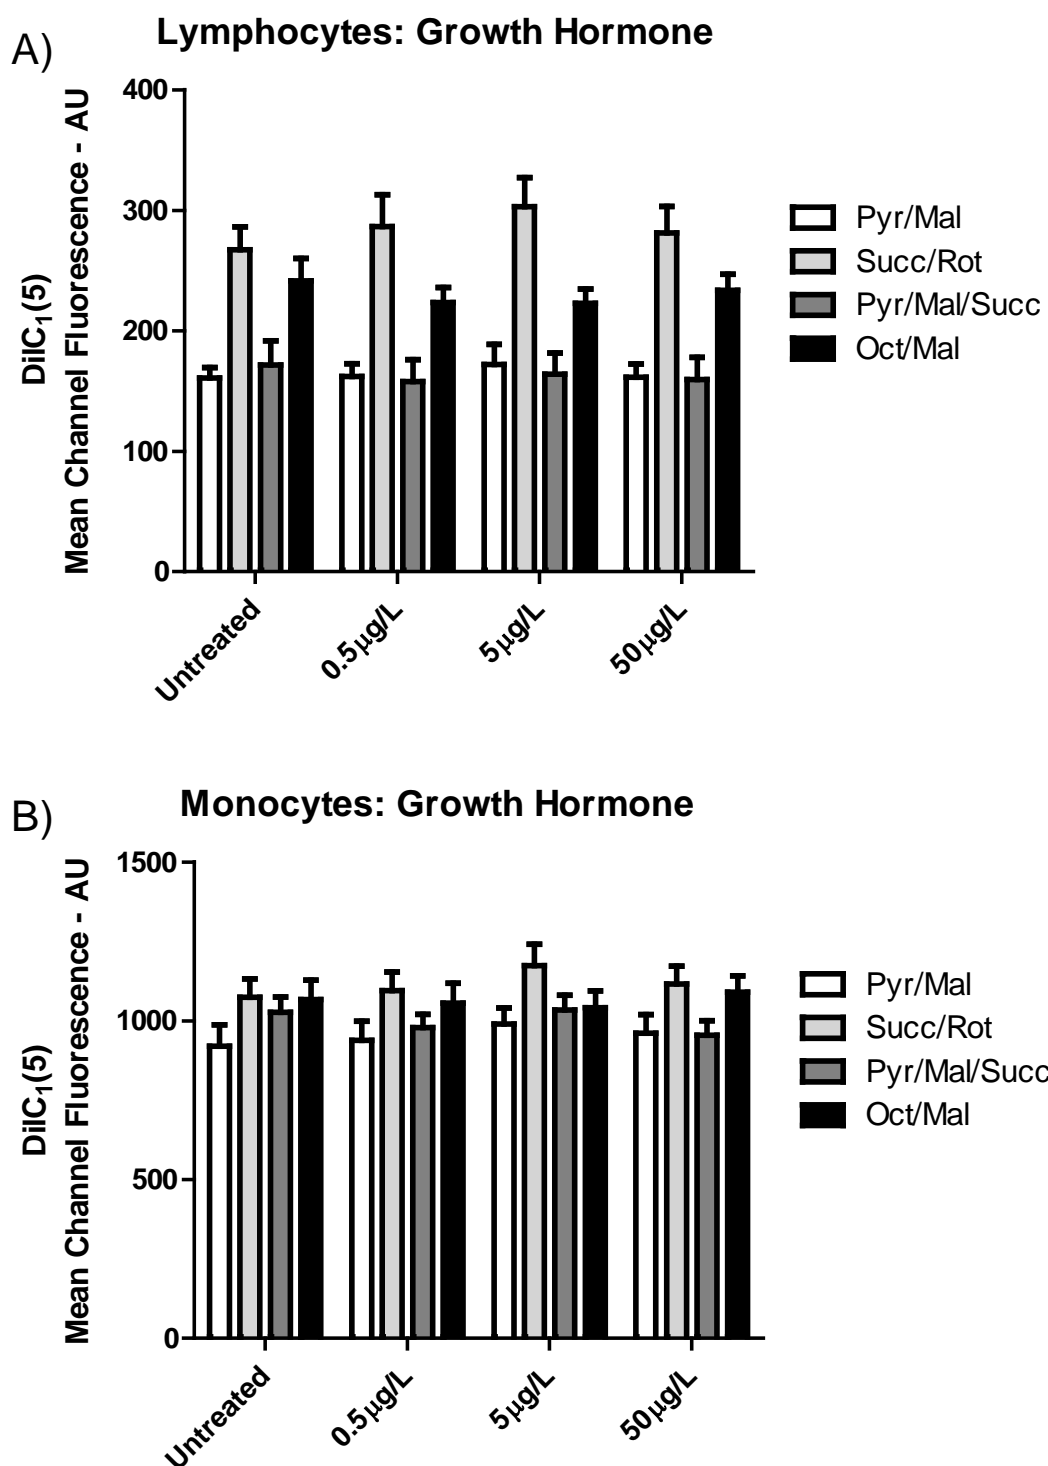 A)
Lymphocytes: Growth Hormone
DilC₁(5)
Mean Channel Fluorescence - AU
400
300
200
100
0
Untreated
0.5µg/L
5µg/L
50µg/L
Pyr/Mal
Succ/Rot
Pyr/Mal/Succ
Oct/Mal
B)
Monocytes: Growth Hormone
DilC₁(5)
Mean Channel Fluorescence - AU
1500
1000
500
0
Untreated
0.5µg/L
5µg/L
50µg/L
Pyr/Mal
Succ/Rot
Pyr/Mal/Succ
Oct/Mal